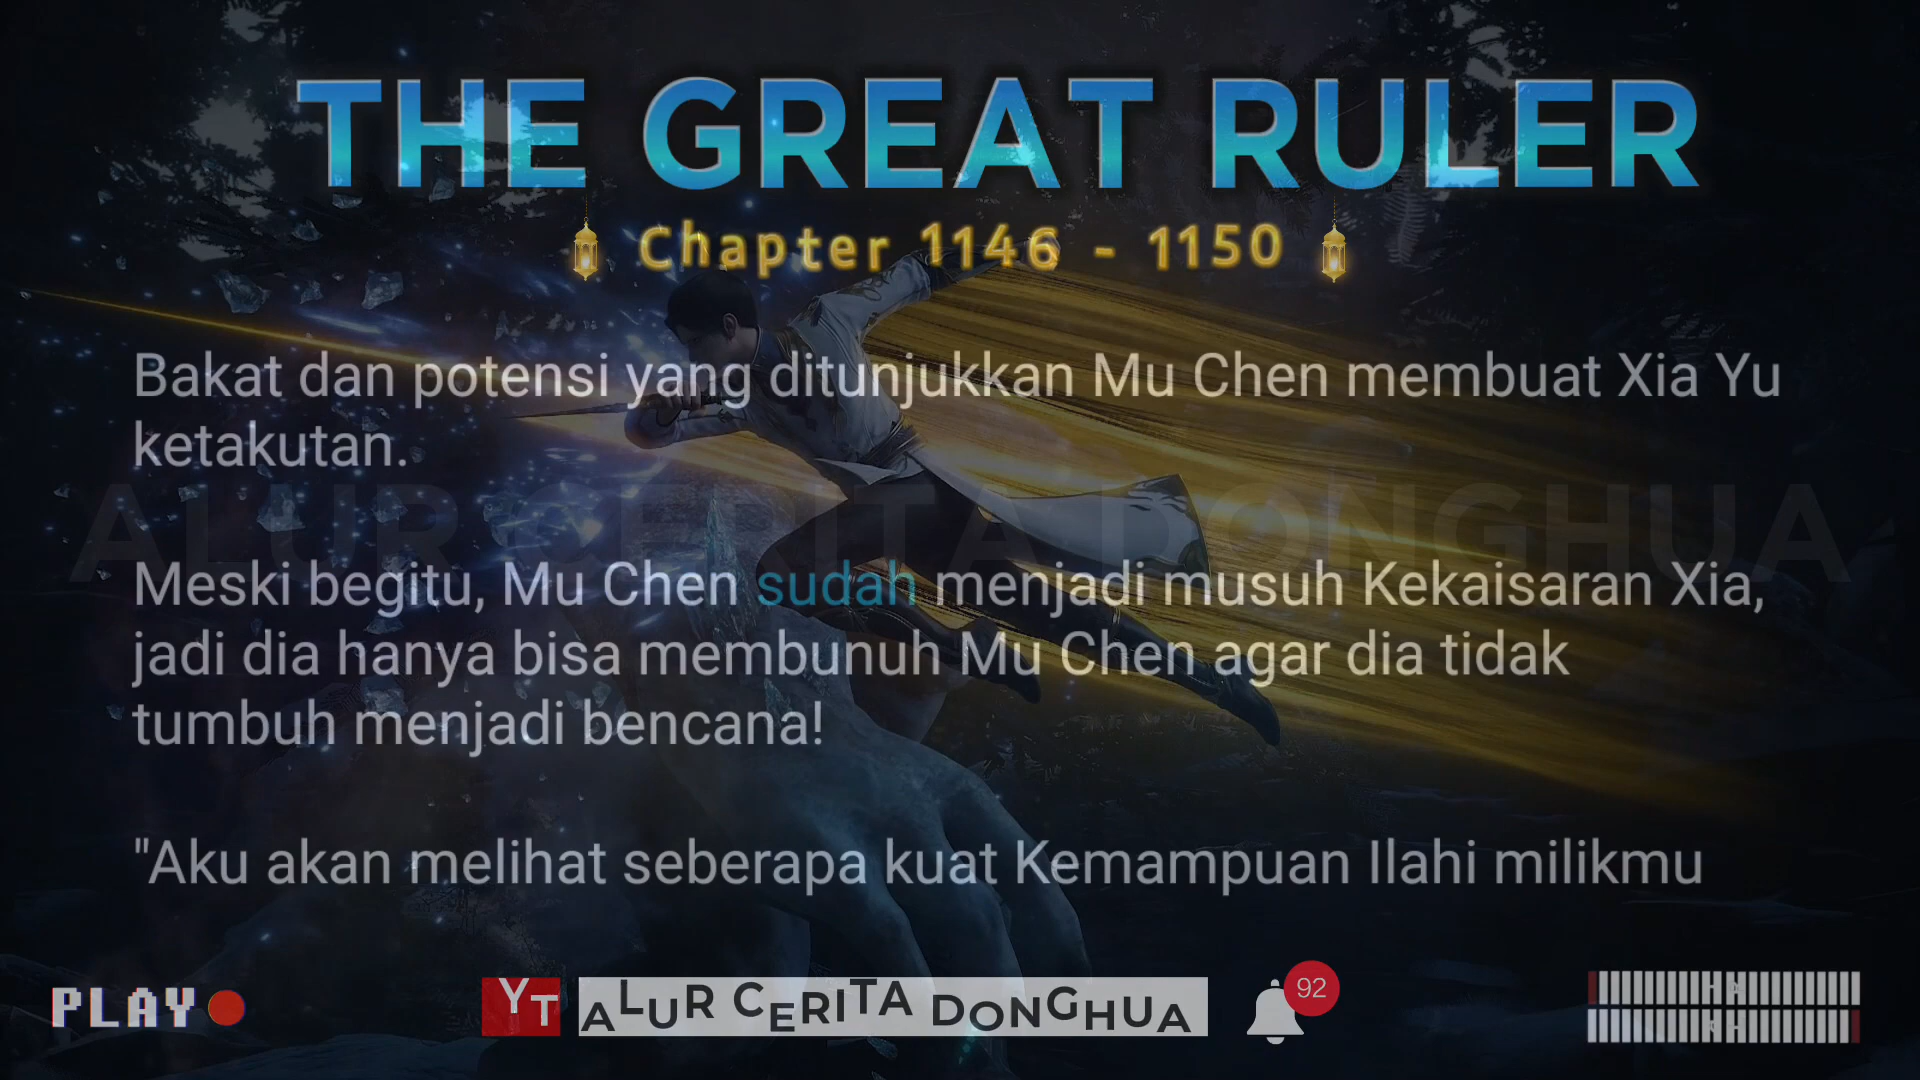 THE GREAT RULER
Chapter 1146 - 1150
Bakat dan potensi yang ditunjukkan Mu Chen membuat Xia Yu
ketakutan.
ALUR CERITA DONGHUA
Meski begitu, Mu Chen sudah menjadi musuh Kekaisaran Xia,
jadi dia hanya bisa membunuh Mu Chen agar dia tidak
tumbuh menjadi bencana!
"Aku akan melihat seberapa kuat Kemampuan Ilahi milikmu
PLAY
YT ALUR CERITA DONGHUA
92